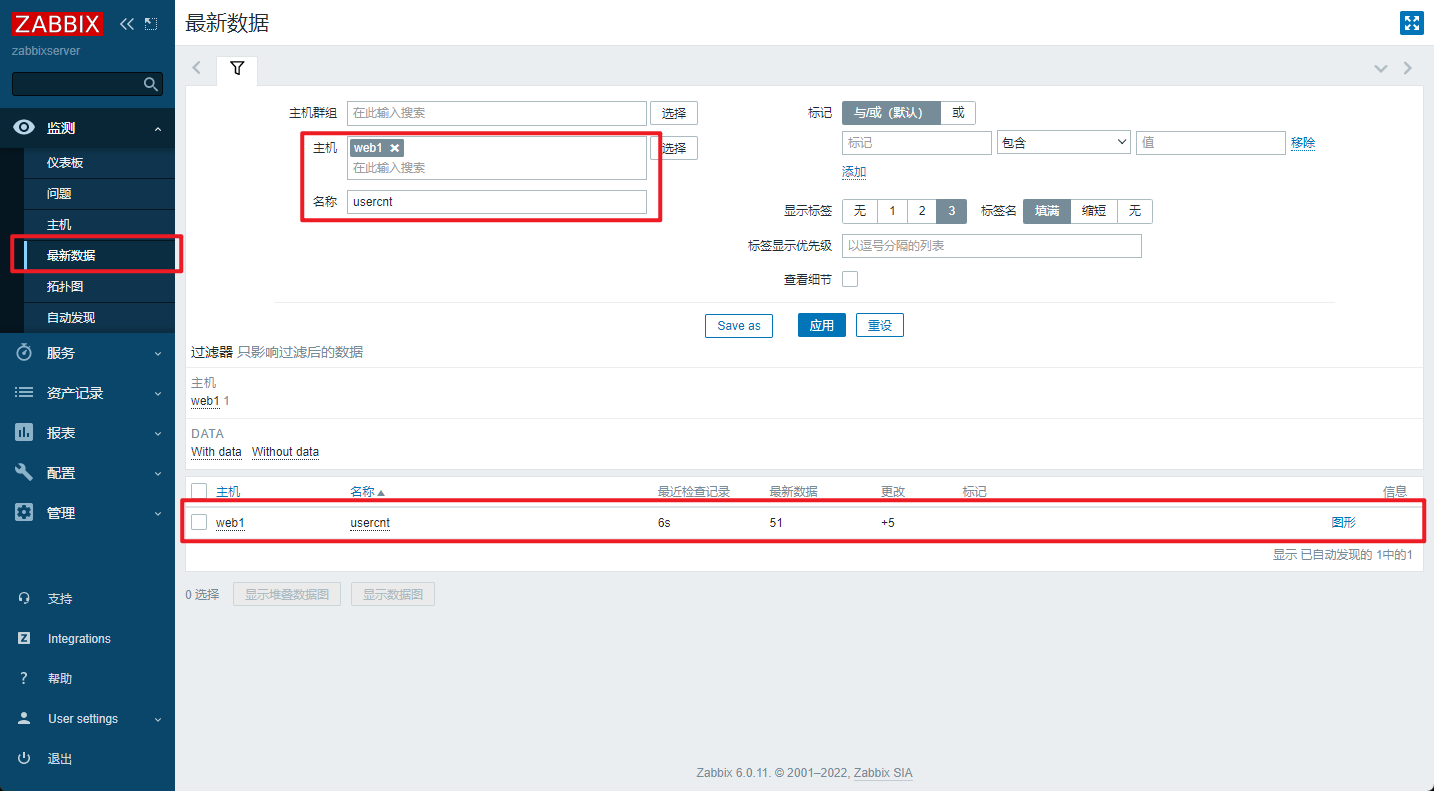 ZABBIX
zabbixserver
监测
仪表板
问题
主机
最新数据
拓扑图
自动发现
服务
资产记录
报表
配置
管理
支持
Z Integrations
? 帮助
User settings
退出
最新数据
主机群组 在此输入搜索 选择
主机 web1 在此输入搜索 选择
名称 usercnt
标记 与/或（默认） 或
标记 包含 值 移除
添加
显示标签 无 1 2 3 标签名 填满 缩短 无
标签显示优先级 以逗号分隔的列表
查看细节
Save as 应用 重设
过滤器 只影响过滤后的数据
主机
web1 1
DATA
With data Without data
主机 名称 最近检查记录 最新数据 更改 标记 信息
web1 usercnt 6s 51 +5 图形
显示 已自动发现的 1中的1
0 选择 显示堆叠数据图 显示数据图
Zabbix 6.0.11. © 2001–2022, Zabbix SIA